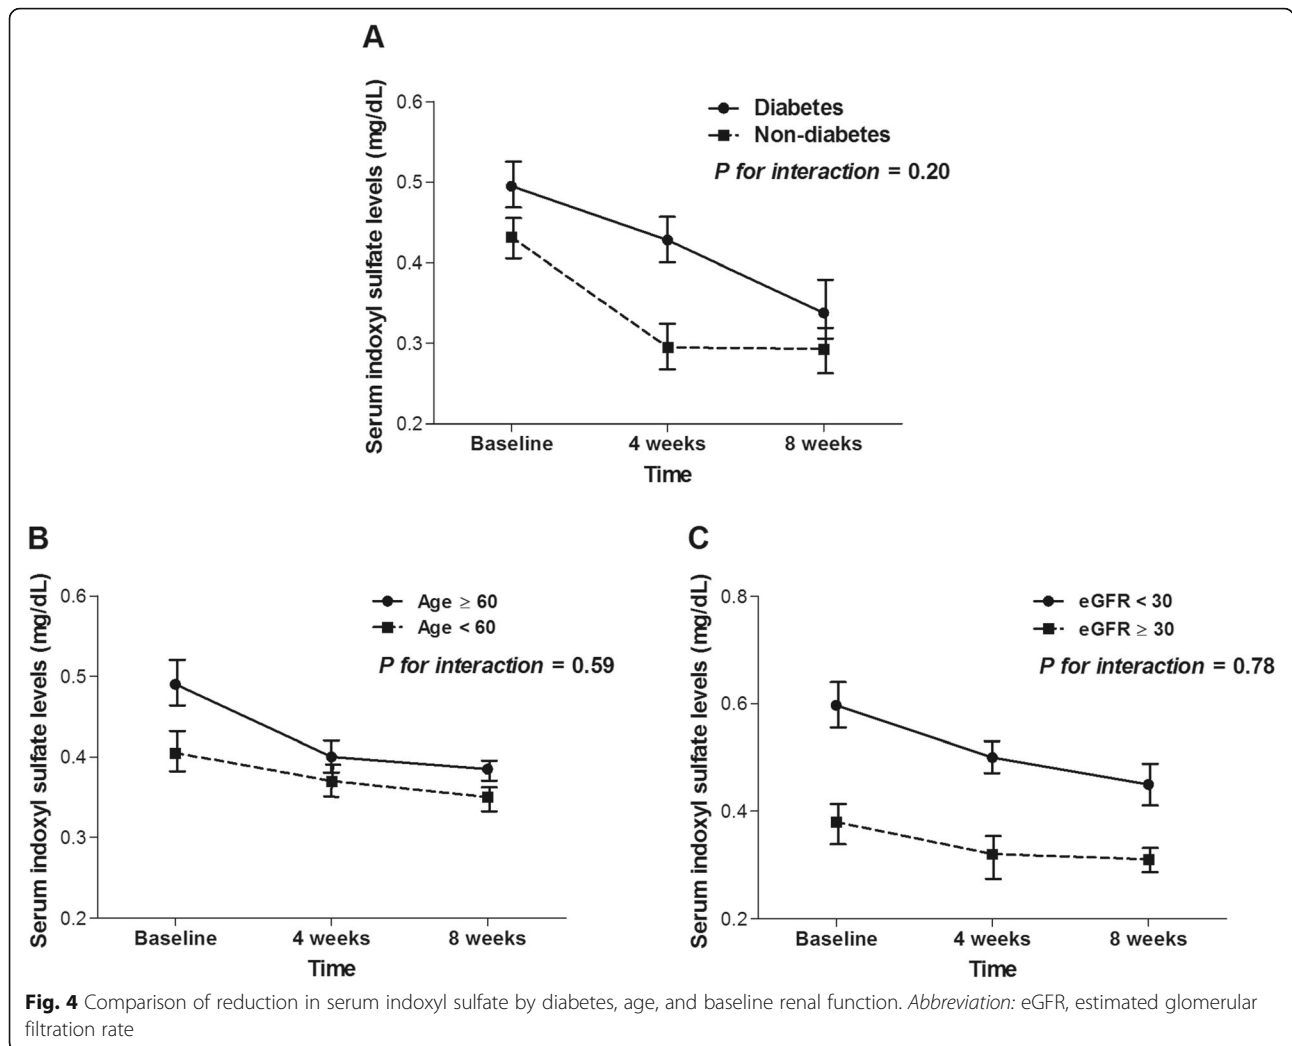 A
Serum indoxyl sulfate levels (mg/dL)
0.6
0.5
0.4
0.3
0.2
Diabetes
Non-diabetes
P for interaction = 0.20
Baseline 4 weeks 8 weeks
Time
B
Serum indoxyl sulfate levels (mg/dL)
0.6
0.5
0.4
0.3
0.2
Age ≥ 60
Age < 60
P for interaction = 0.59
Baseline 4 weeks 8 weeks
Time
C
Serum indoxyl sulfate levels (mg/dL)
0.8
0.6
0.4
0.2
eGFR < 30
eGFR ≥ 30
P for interaction = 0.78
Baseline 4 weeks 8 weeks
Time
Fig. 4 Comparison of reduction in serum indoxyl sulfate by diabetes, age, and baseline renal function. Abbreviation: eGFR, estimated glomerular
filtration rate